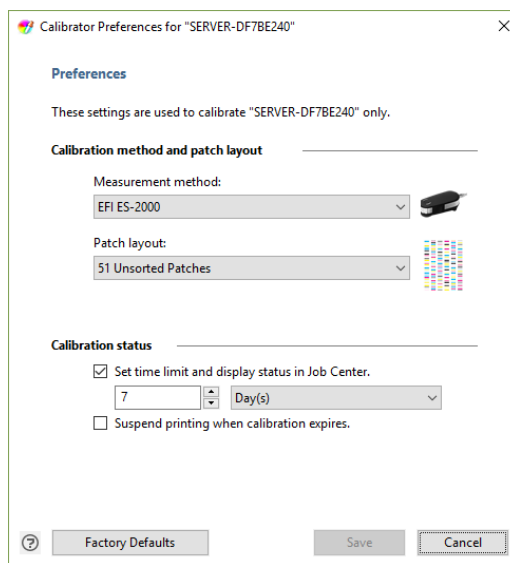 Calibrator Preferences for "SERVER-DF7BE240"
Preferences
These settings are used to calibrate "SERVER-DF7BE240" only.
Calibration method and patch layout
Measurement method:
EFI ES-2000
Patch layout:
51 Unsorted Patches
Calibration status
Set time limit and display status in Job Center.
7 Day(s)
Suspend printing when calibration expires.
? Factory Defaults Save Cancel